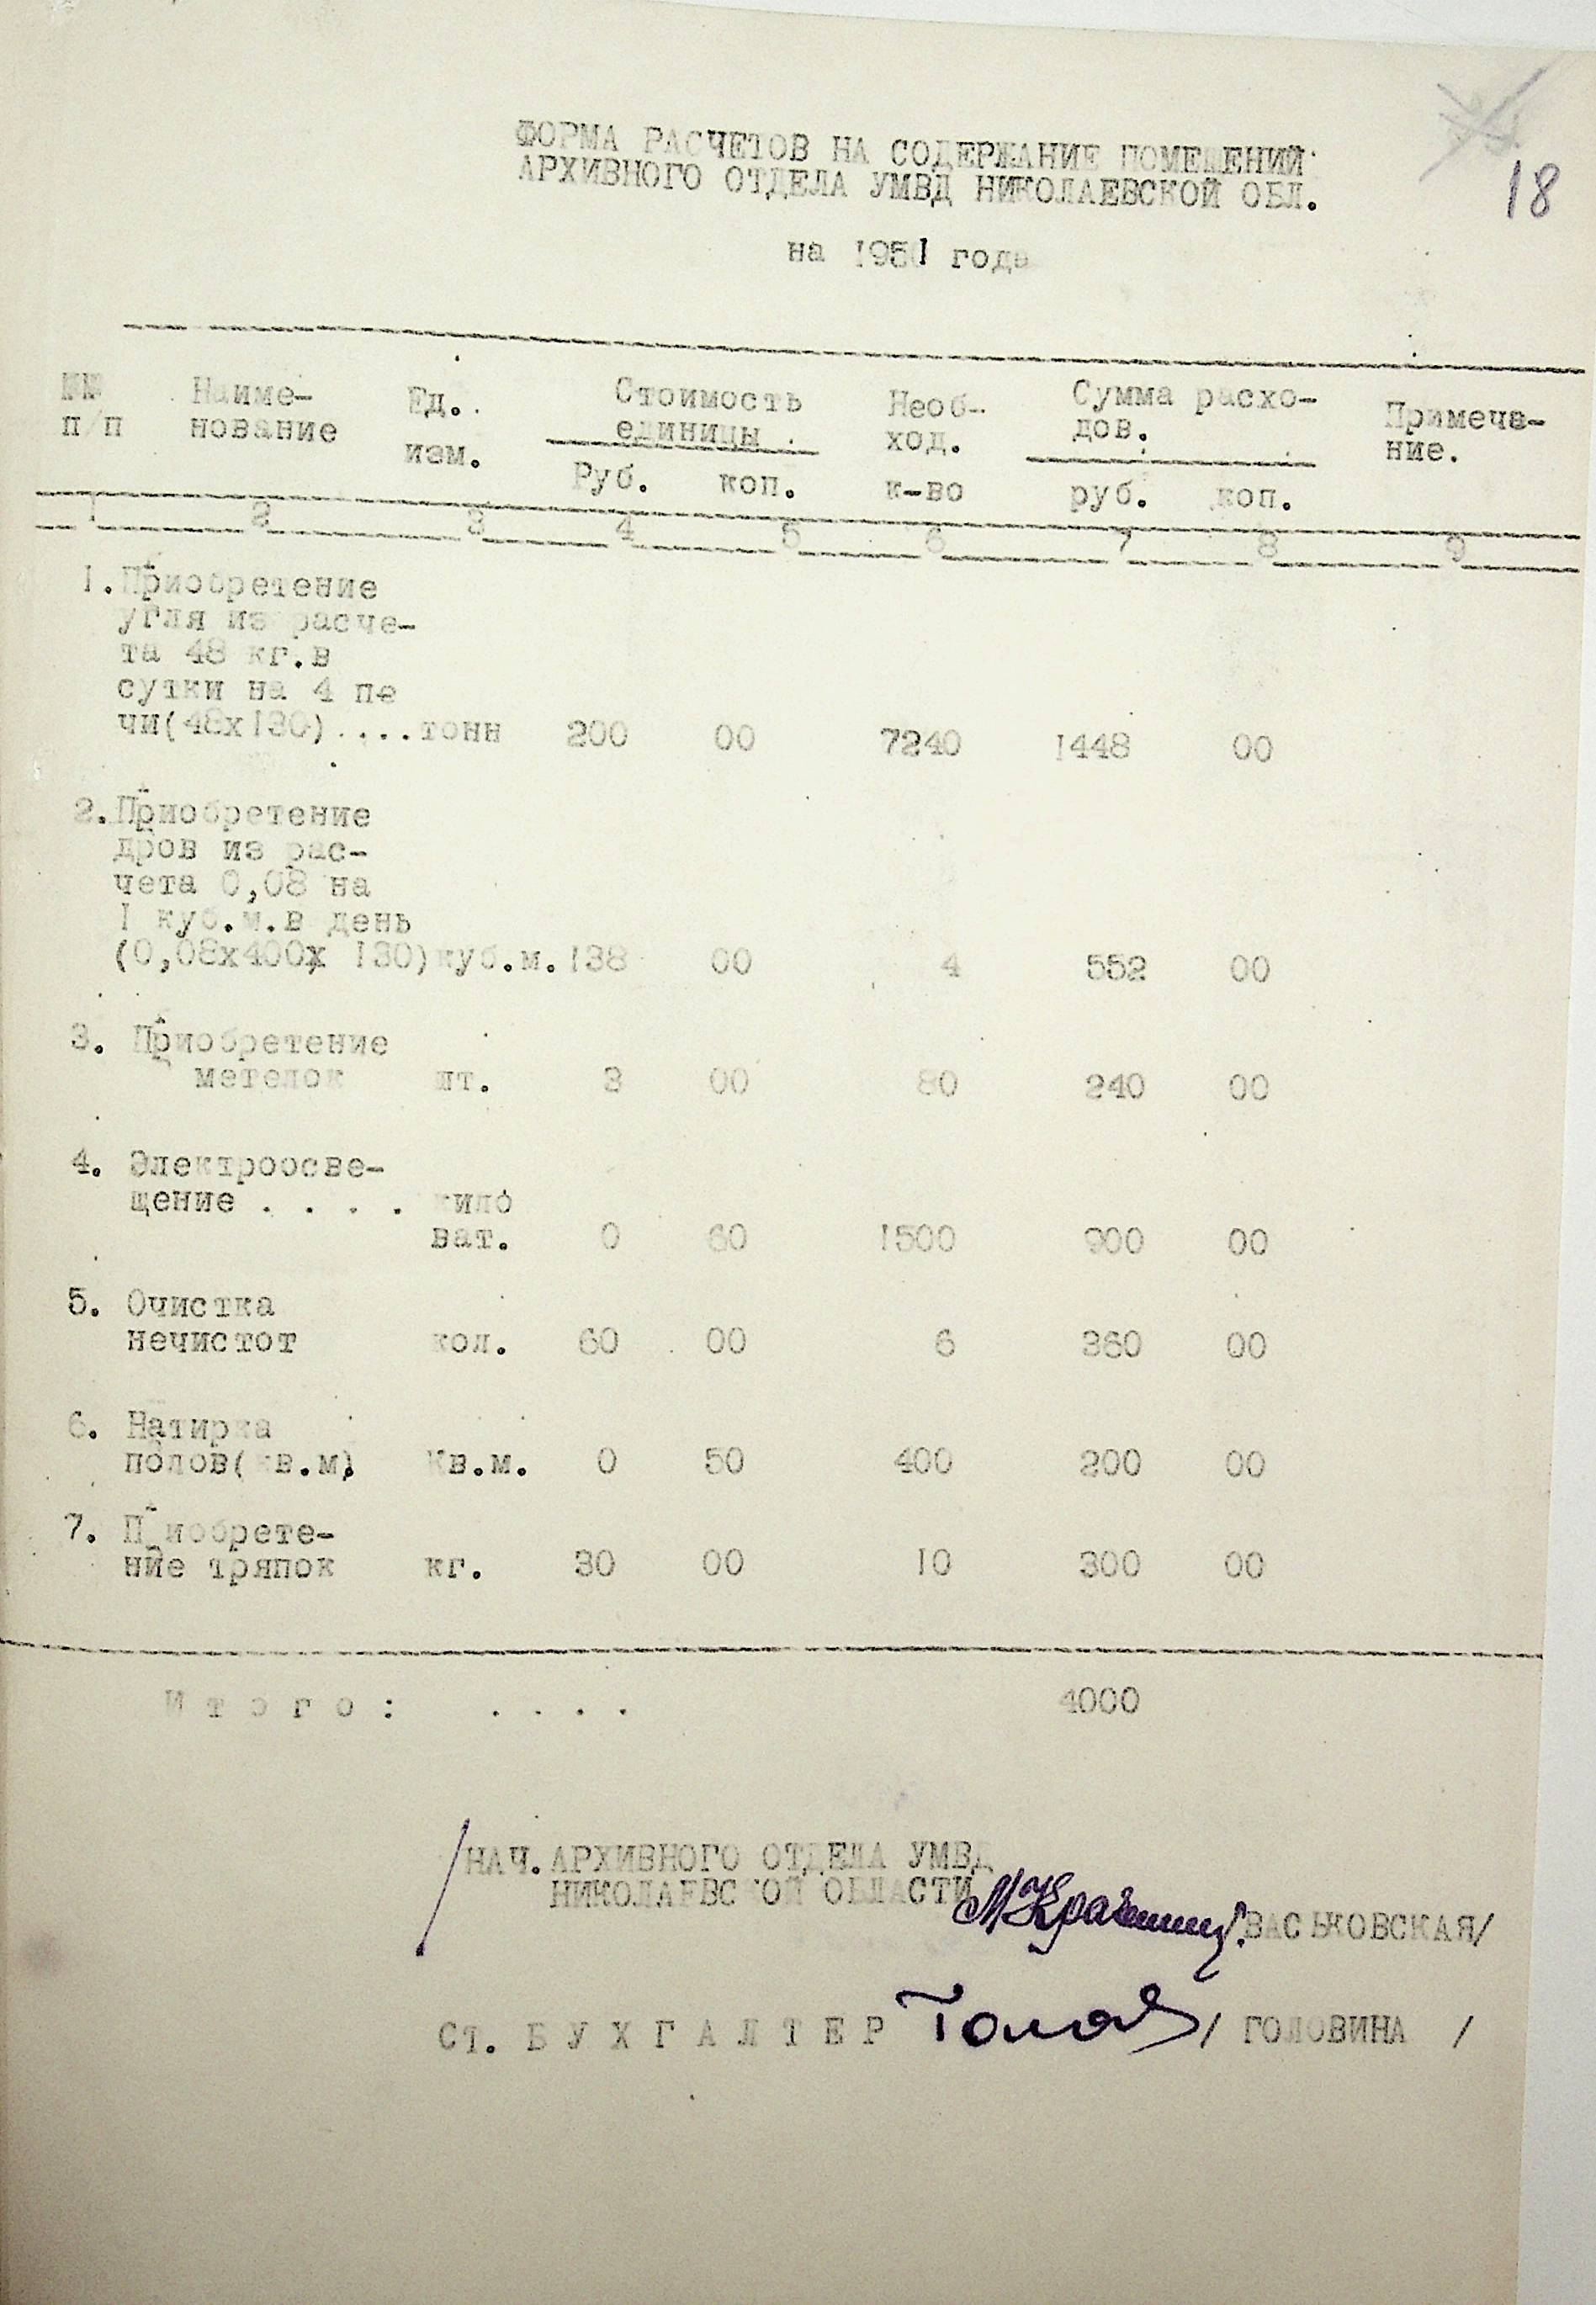 18
ФОРМА РАСЧЕТОВ НА СОДЕРЖАНИЕ ПОМЕЩЕНИЙ
АРХИВНОГО ОТДЕЛА УМВД НИКОЛАЕВСКОЙ ОБЛ.
на 1951 года
№№ Наиме- Ед. Стоимость Необ- Сумма расхо- Примеча-
п/п нование изм. единицы ход. дов. ние.
Руб. коп. к-во руб. коп.
1 2 3 4 5 6 7 8 9
1. Приобретение
угля из расче-
та 48 кг.в
сутки на 4 пе
чи(48х130)....тонн 200 00 7240 1448 00
2. Приобретение
дров из рас-
чета 0,08 на
1 куб.м.в день
(0,08х400х 130) куб.м. 138 00 4 552 00
3. Приобретение
метелок шт. 3 00 80 240 00
4. Электроосве-
щение . . . . кило
ват. 0 60 1500 900 00
5. Очистка
нечистот кол. 60 00 6 360 00
6. Натирка
полов(кв.м) Кв.м. 0 50 400 200 00
7. Приобрете-
ние тряпок кг. 30 00 10 300 00
И т о г о : . . . . 4000
/НАЧ.АРХИВНОГО ОТДЕЛА УМВД
НИКОЛАЕВСКОЙ ОБЛАСТИ ВАСЬКОВСКАЯ/
Ст. Б У Х Г А Л Т Е Р / ГОЛОВИНА /